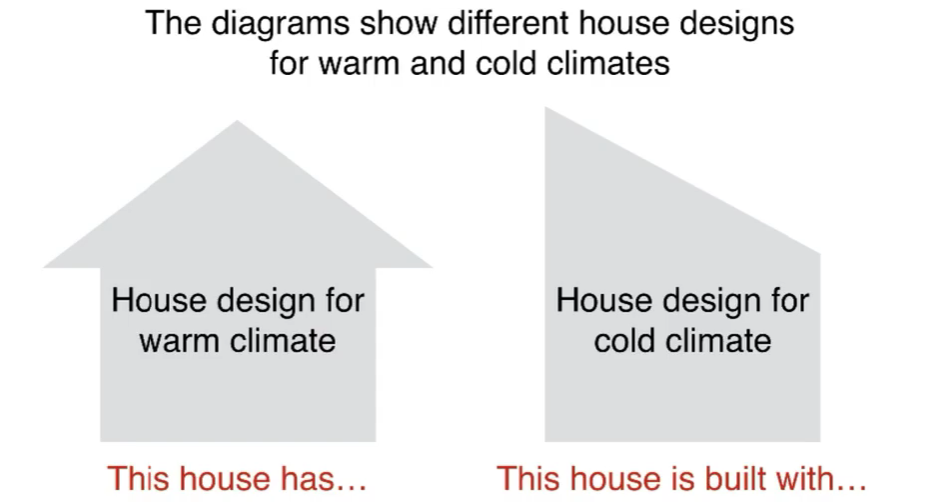 The diagrams show different house designs
for warm and cold climates
House design for
warm climate
House design for
cold climate
This house has…
This house is built with…